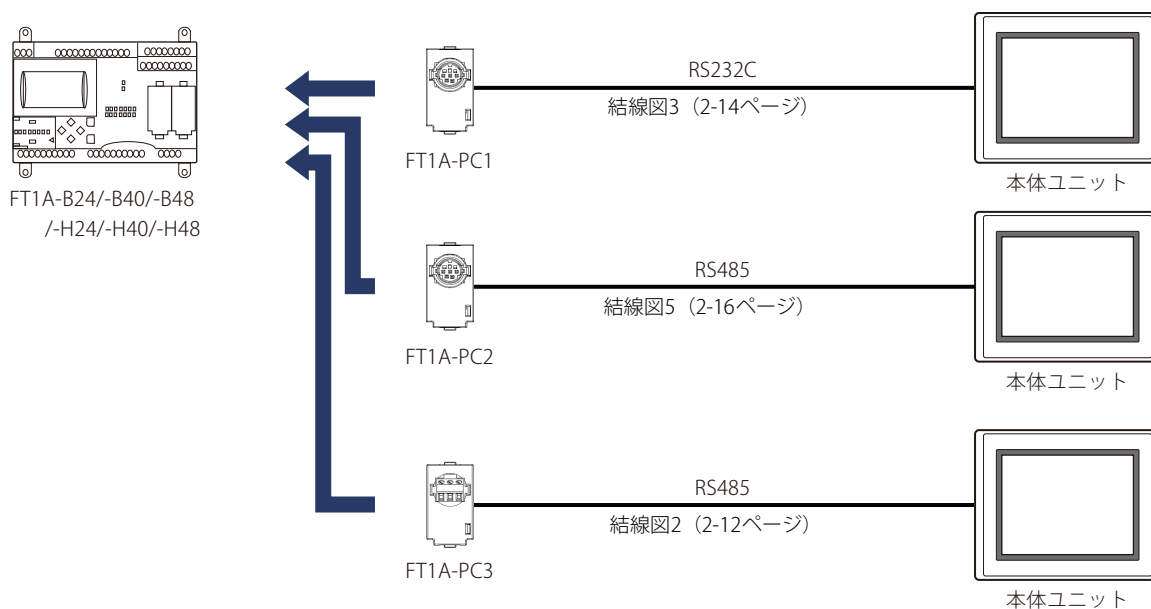 FT1A-B24/-B40/-B48
/-H24/-H40/-H48
RS232C
結線図3（2-14ページ）
FT1A-PC1
本体ユニット
RS485
結線図5（2-16ページ）
FT1A-PC2
本体ユニット
RS485
結線図2（2-12ページ）
FT1A-PC3
本体ユニット